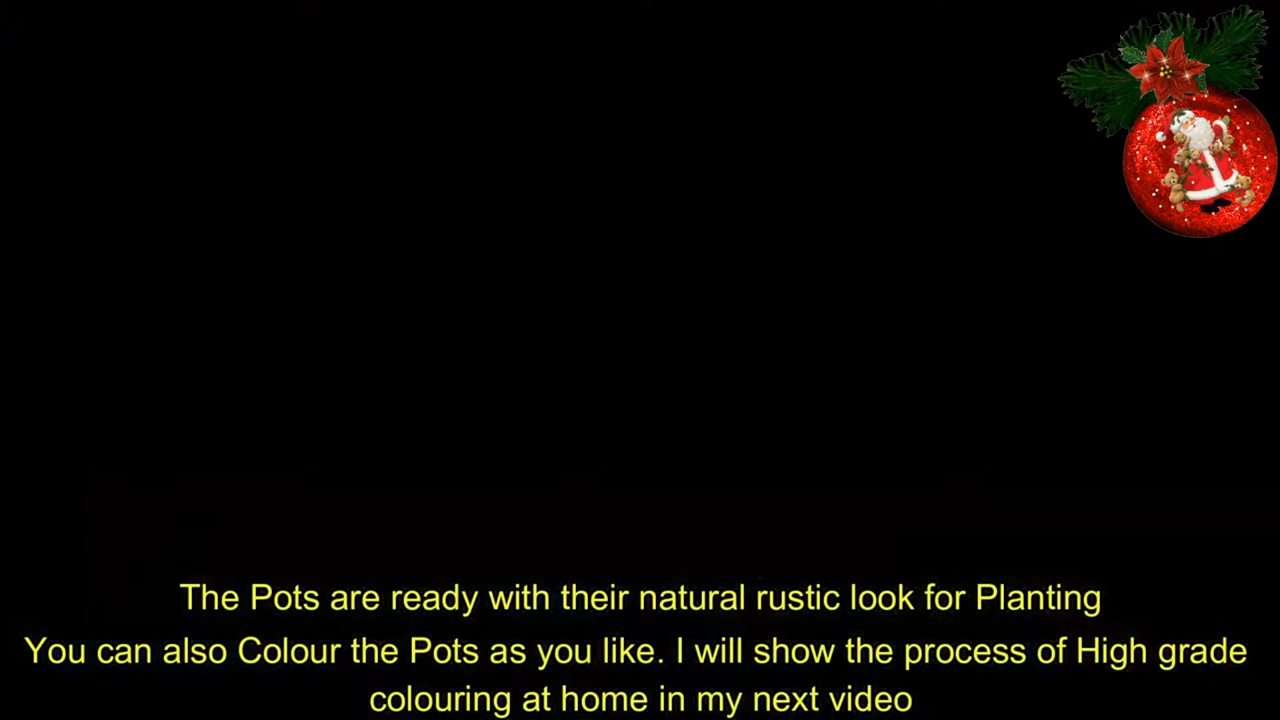 The Pots are ready with their natural rustic look for Planting
You can also Colour the Pots as you like. I will show the process of High grade
colouring at home in my next video